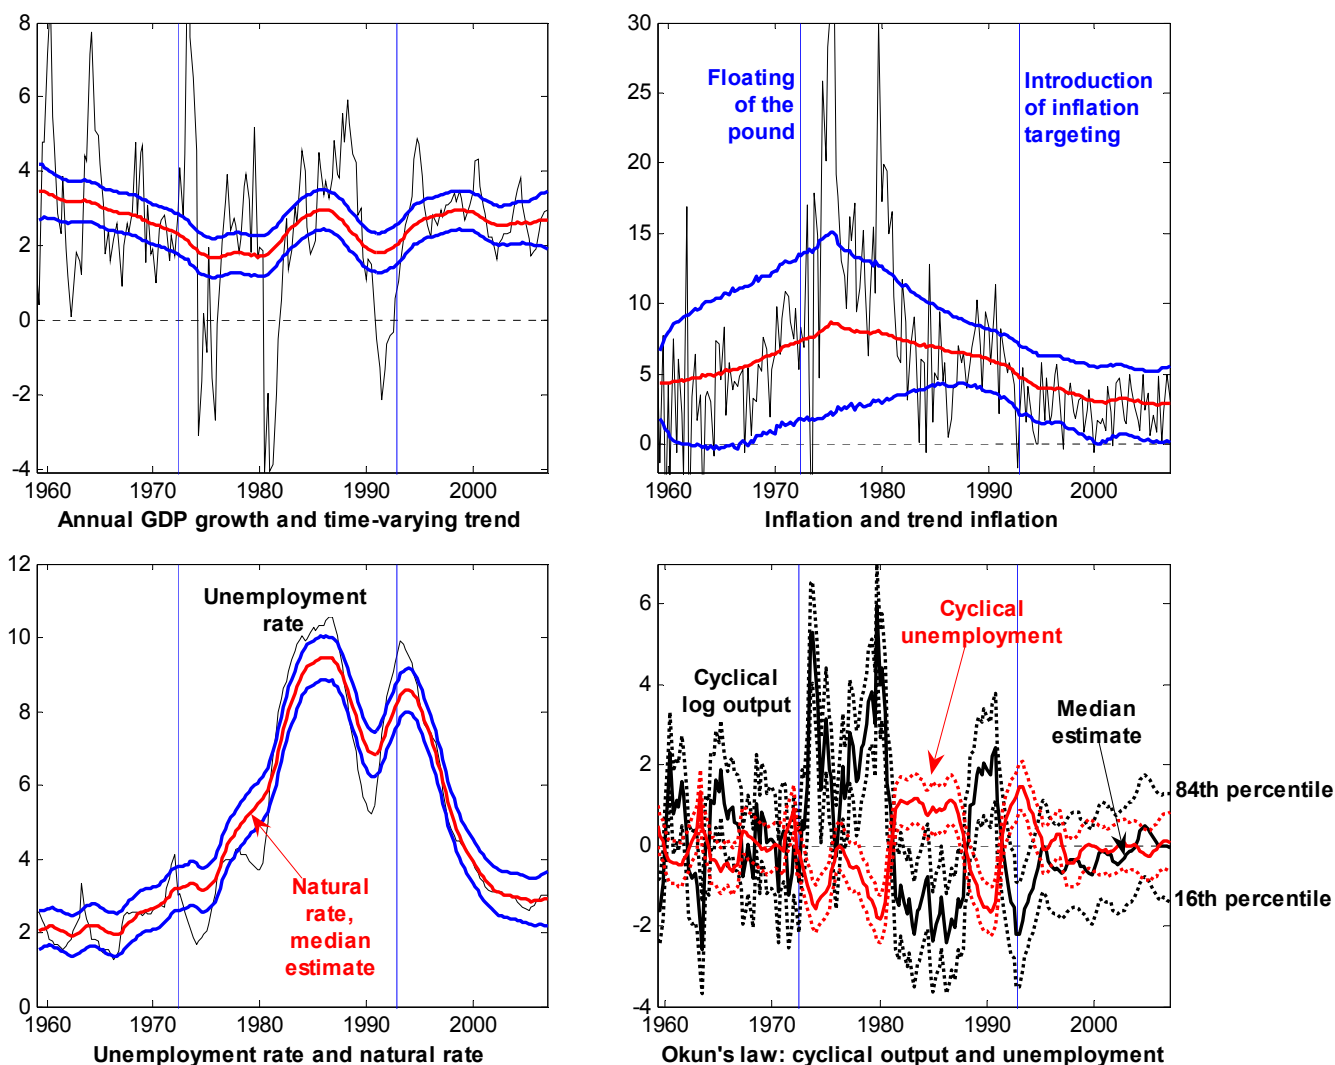 8
6
4
2
0
-2
-4
1960 1970 1980 1990 2000
Annual GDP growth and time-varying trend
30
25
20
15
10
5
0
Floating
of the
pound
Introduction
of inflation
targeting
1960 1970 1980 1990 2000
Inflation and trend inflation
12
10
8
6
4
2
0
Unemployment
rate
Natural
rate,
median
estimate
1960 1970 1980 1990 2000
Unemployment rate and natural rate
6
4
2
0
-2
-4
Cyclical
unemployment
Cyclical
log output
Median
estimate
84th percentile
16th percentile
1960 1970 1980 1990 2000
Okun's law: cyclical output and unemployment